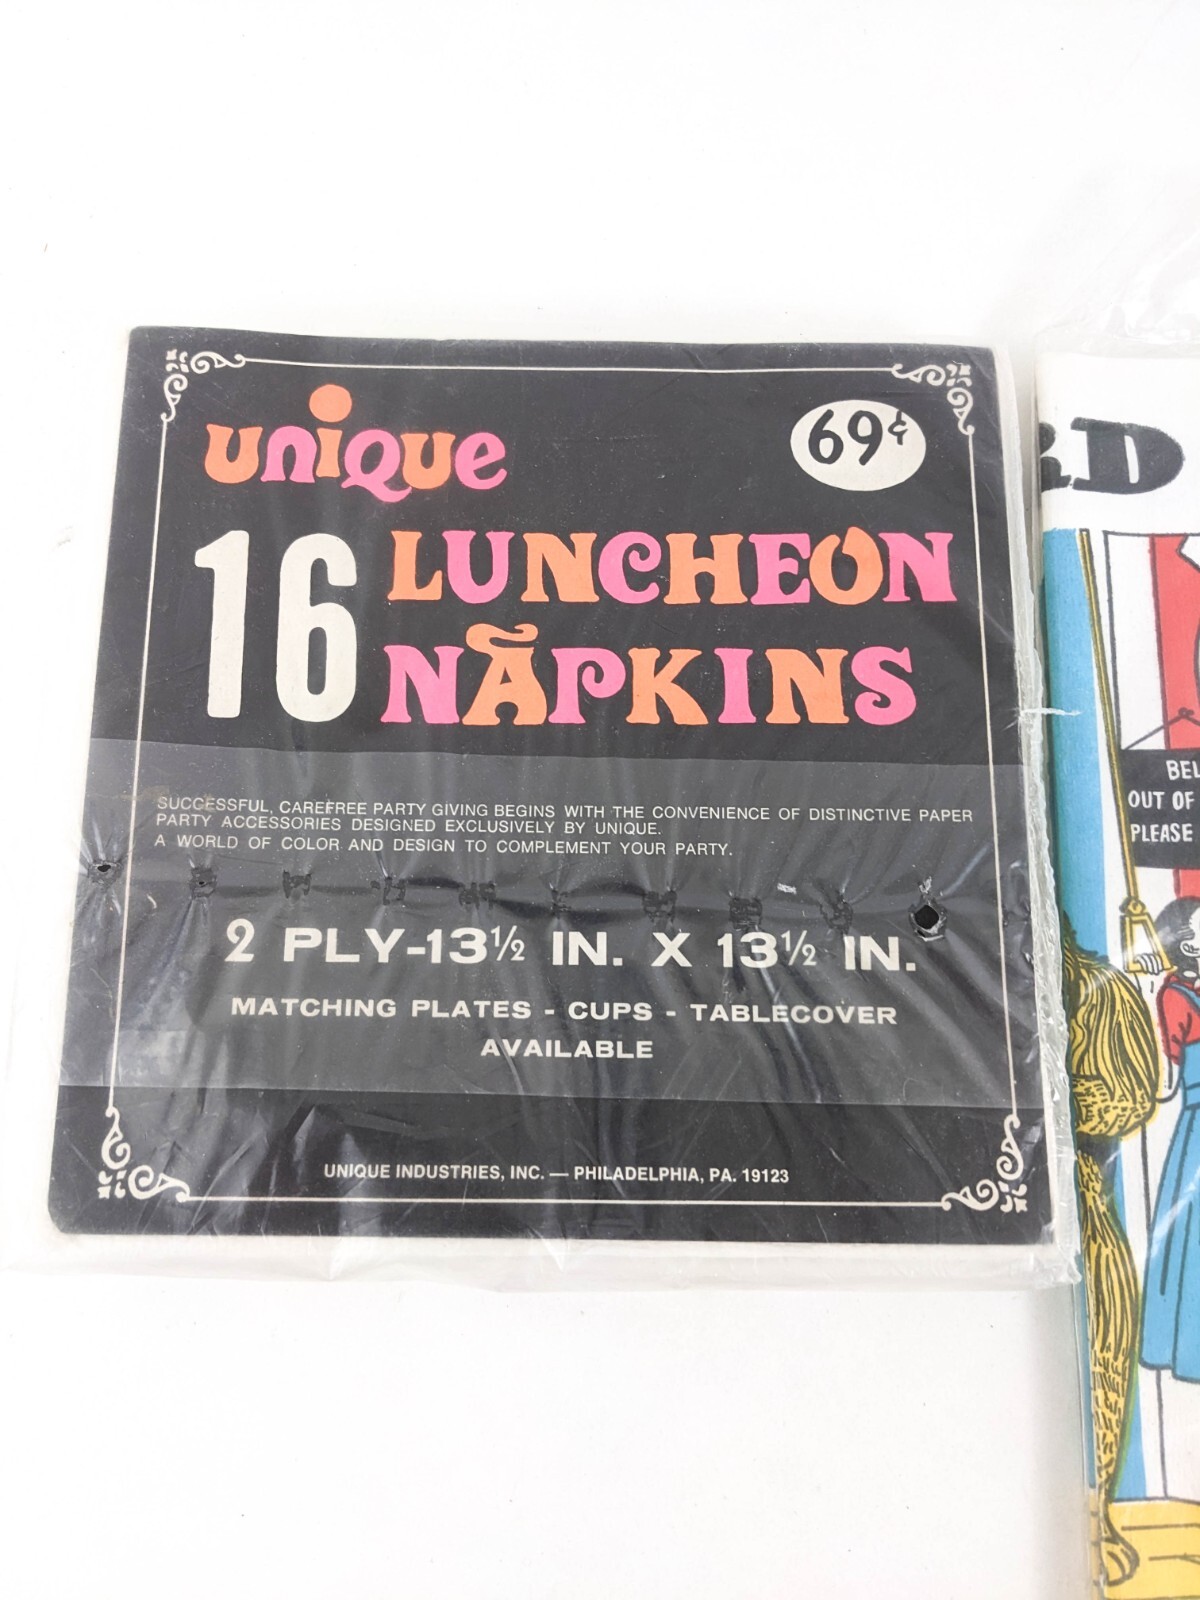 unique
69¢
16 LUNCHEON
NAPKINS
SUCCESSFUL, CAREFREE PARTY GIVING BEGINS WITH THE CONVENIENCE OF DISTINCTIVE PAPER
PARTY ACCESSORIES DESIGNED EXCLUSIVELY BY UNIQUE.
A WORLD OF COLOR AND DESIGN TO COMPLEMENT YOUR PARTY.
2 PLY-13½ IN. X 13½ IN.
MATCHING PLATES - CUPS - TABLECOVER
AVAILABLE
UNIQUE INDUSTRIES, INC. — PHILADELPHIA, PA. 19123
D
BEL
OUT OF
PLEASE